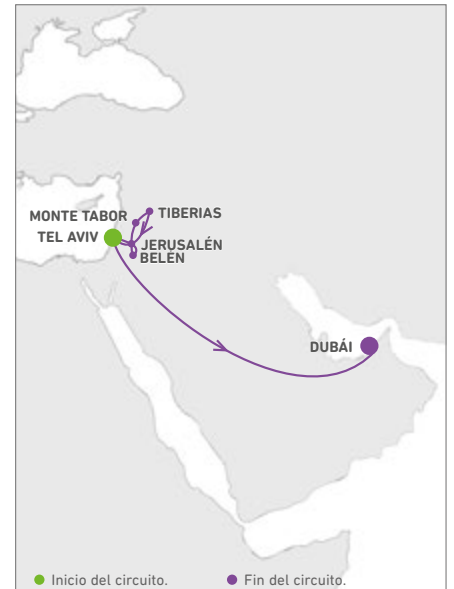 TIBERIAS
MONTE TABOR
TEL AVIV
JERUSALÉN
BELÉN
DUBÁI
Inicio del circuito.
Fin del circuito.